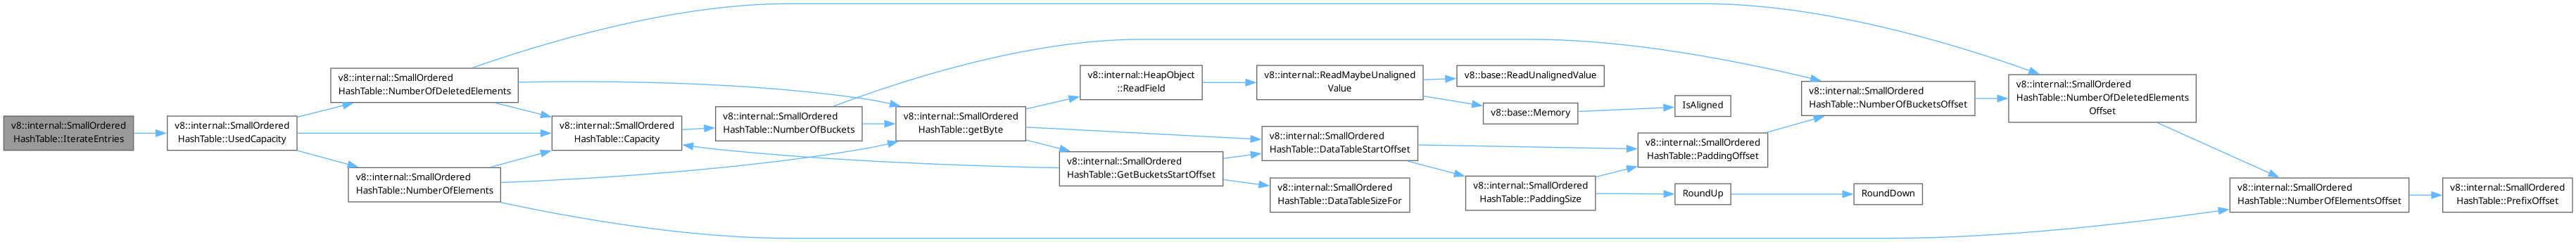 v8::internal::SmallOrdered
HashTable::IterateEntries
v8::internal::SmallOrdered
HashTable::UsedCapacity
v8::internal::SmallOrdered
HashTable::NumberOfDeletedElements
v8::internal::SmallOrdered
HashTable::NumberOfElements
v8::internal::SmallOrdered
HashTable::Capacity
v8::internal::SmallOrdered
HashTable::NumberOfBuckets
v8::internal::SmallOrdered
HashTable::getByte
v8::internal::HeapObject
::ReadField
v8::internal::SmallOrdered
HashTable::GetBucketsStartOffset
v8::internal::ReadMaybeUnaligned
Value
v8::internal::SmallOrdered
HashTable::DataTableStartOffset
v8::internal::SmallOrdered
HashTable::DataTableSizeFor
v8::base::ReadUnalignedValue
v8::base::Memory
v8::internal::SmallOrdered
HashTable::PaddingSize
IsAligned
v8::internal::SmallOrdered
HashTable::PaddingOffset
RoundUp
v8::internal::SmallOrdered
HashTable::NumberOfBucketsOffset
RoundDown
v8::internal::SmallOrdered
HashTable::NumberOfDeletedElements
Offset
v8::internal::SmallOrdered
HashTable::NumberOfElementsOffset
v8::internal::SmallOrdered
HashTable::PrefixOffset